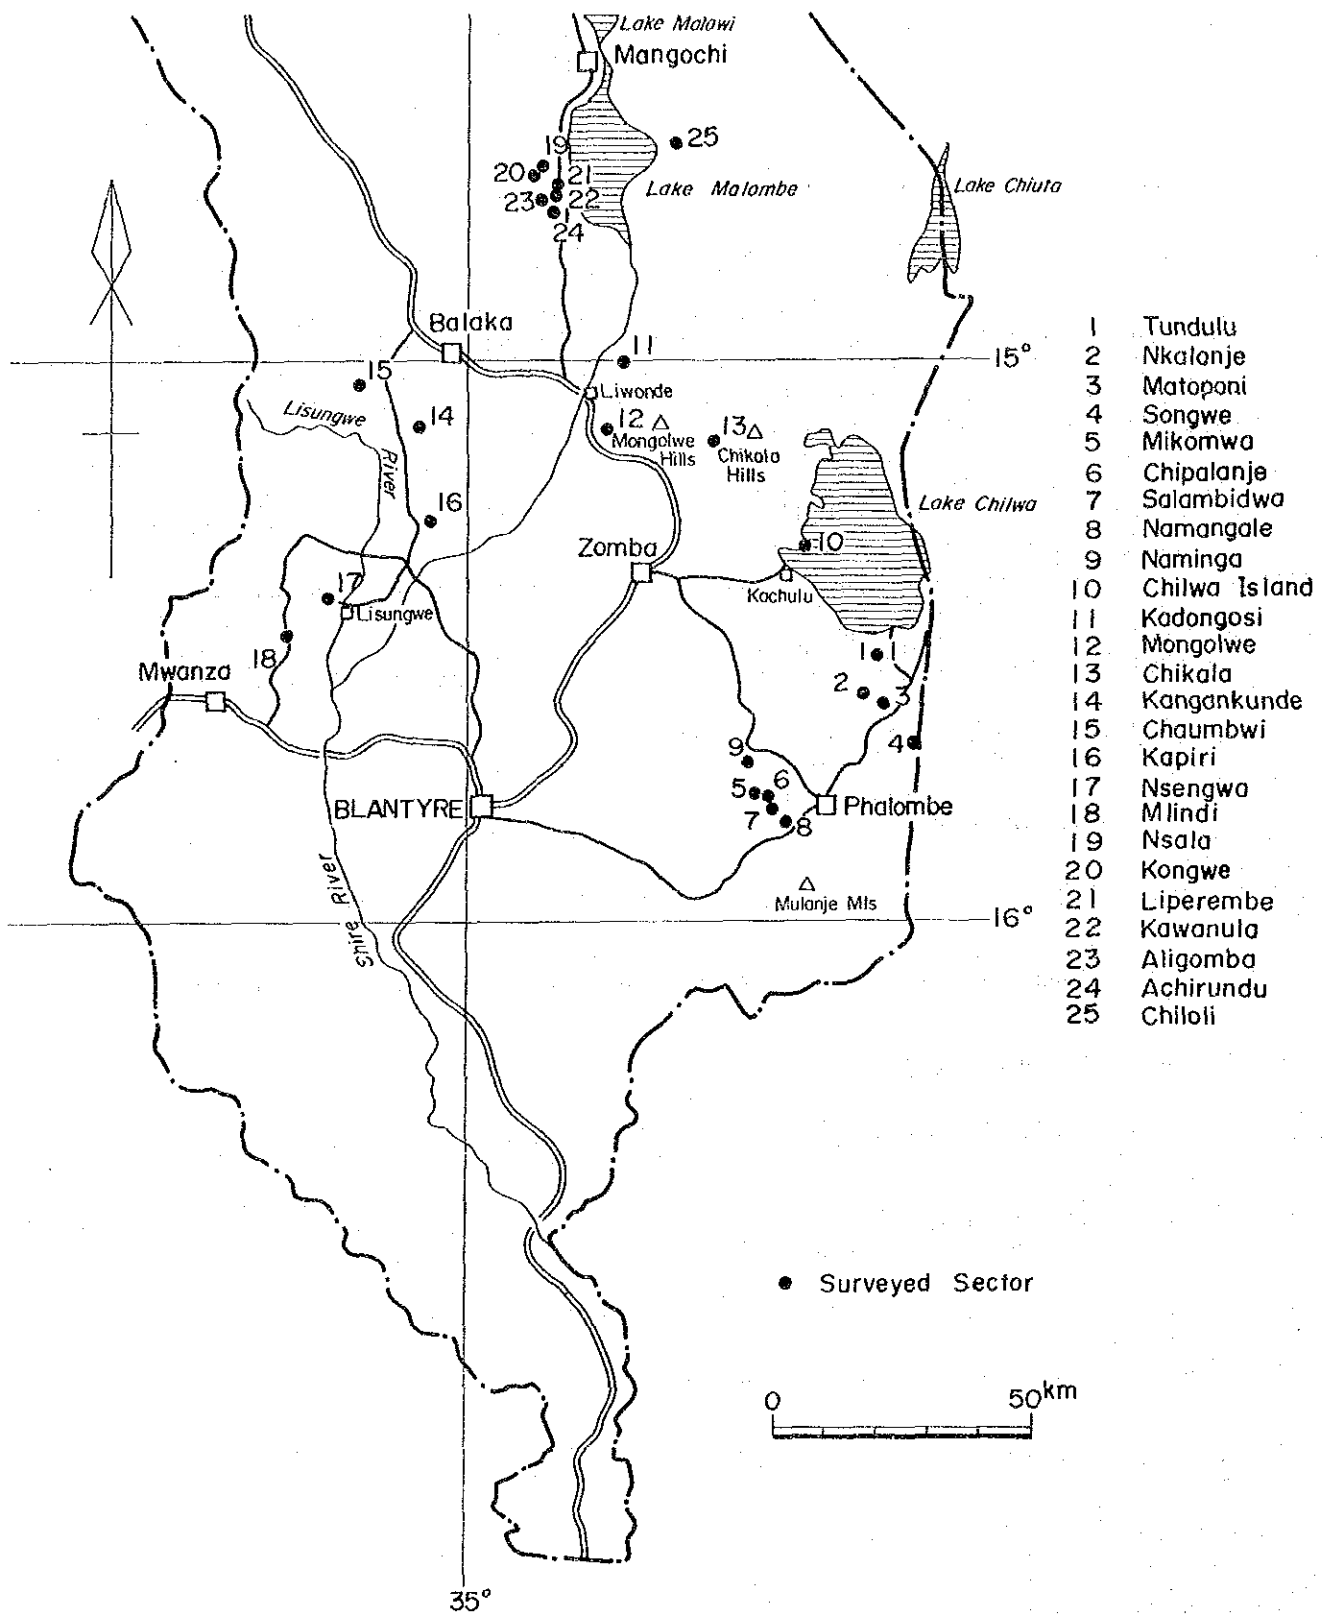 Lake Malawi
Mangochi
19
25
20
21
Lake Malombe
Lake Chiuta
23
22
24
Balaka
11
15°
15
Liwonde
Lisungwe
14
12
Mongolwe
Hills
13
Chikala
Hills
River
16
Lake Chilwa
10
Zomba
Kachulu
17
Lisungwe
18
Mwanza
1
2
3
4
9
5
6
BLANTYRE
7
8
Phalombe
Shire River
Mulanje Mts
16°
1 Tundulu
2 Nkalonje
3 Matoponi
4 Songwe
5 Mikomwa
6 Chipalanje
7 Salambidwa
8 Namangale
9 Naminga
10 Chilwa Island
11 Kadongosi
12 Mongolwe
13 Chikala
14 Kangankunde
15 Chaumbwi
16 Kapiri
17 Nsengwa
18 Mlindi
19 Nsala
20 Kongwe
21 Liperembe
22 Kawanula
23 Aligomba
24 Achirundu
25 Chiloli
Surveyed Sector
0 50km
35°